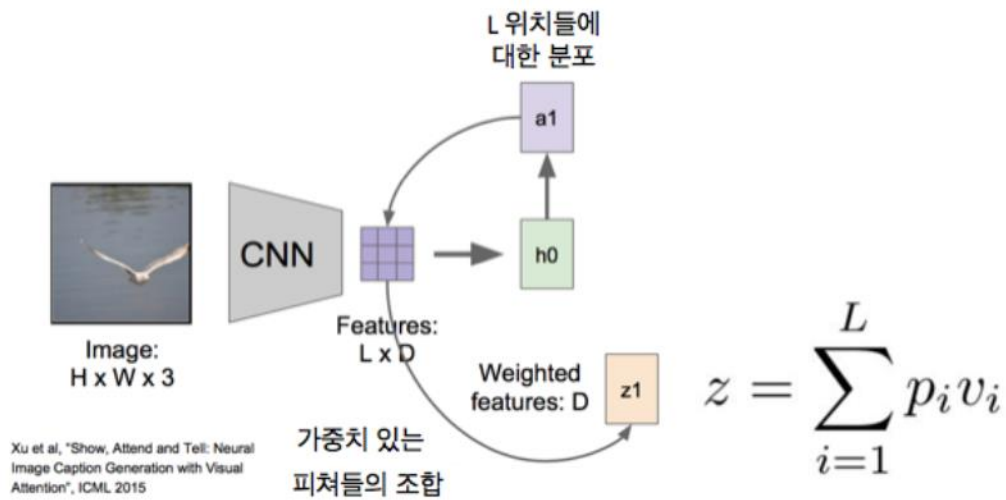 L 위치들에
대한 분포
a1
CNN
h0
Image:
H x W x 3
Features:
L x D
Weighted
features: D
z1
z = \sum_{i=1}^{L} p_i v_i
가중치 있는
피쳐들의 조합
Xu et al, "Show, Attend and Tell: Neural
Image Caption Generation with Visual
Attention", ICML 2015